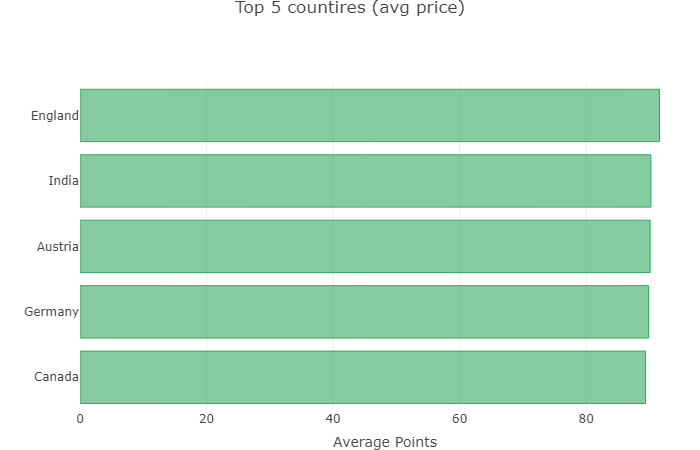 Top 5 countires (avg price)
England
India
Austria
Germany
Canada
0 20 40 60 80
Average Points